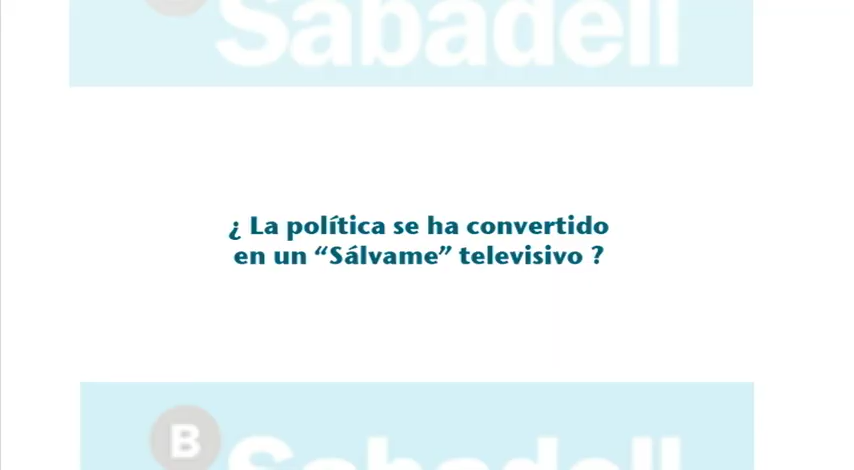 Sabadell
¿ La política se ha convertido
en un “Sálvame” televisivo ?
B
Sabadell